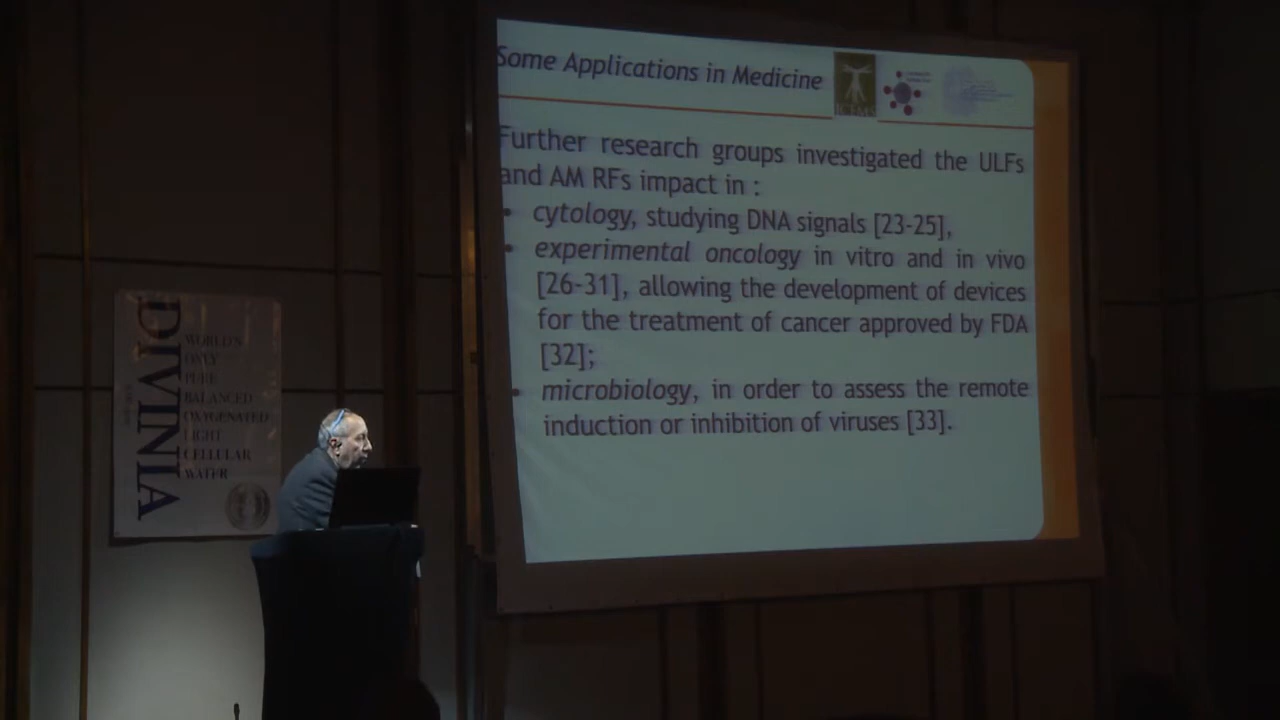 Some Applications in Medicine
Further research groups investigated the ULFs
and AM RFs impact in :
• cytology, studying DNA signals [23-25],
• experimental oncology in vitro and in vivo
[26-31], allowing the development of devices
for the treatment of cancer approved by FDA
[32];
• microbiology, in order to assess the remote
induction or inhibition of viruses [33].
DIVINIA
WORLD'S
ONLY
PURE
BALANCED
OXYGENATED
LIGHT
CELLULAR
WATER